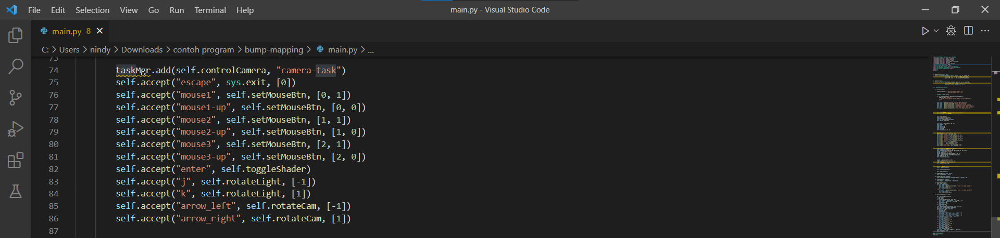 File Edit Selection View Go Run Terminal Help main.py - Visual Studio Code
main.py 8
C: > Users > nindy > Downloads > contoh program > bump-mapping > main.py > ...
73
74 taskMgr.add(self.controlCamera, "camera-task")
75 self.accept("escape", sys.exit, [0])
76 self.accept("mouse1", self.setMouseBtn, [0, 1])
77 self.accept("mouse1-up", self.setMouseBtn, [0, 0])
78 self.accept("mouse2", self.setMouseBtn, [1, 1])
79 self.accept("mouse2-up", self.setMouseBtn, [1, 0])
80 self.accept("mouse3", self.setMouseBtn, [2, 1])
81 self.accept("mouse3-up", self.setMouseBtn, [2, 0])
82 self.accept("enter", self.toggleShader)
83 self.accept("j", self.rotateLight, [-1])
84 self.accept("k", self.rotateLight, [1])
85 self.accept("arrow_left", self.rotateCam, [-1])
86 self.accept("arrow_right", self.rotateCam, [1])
87